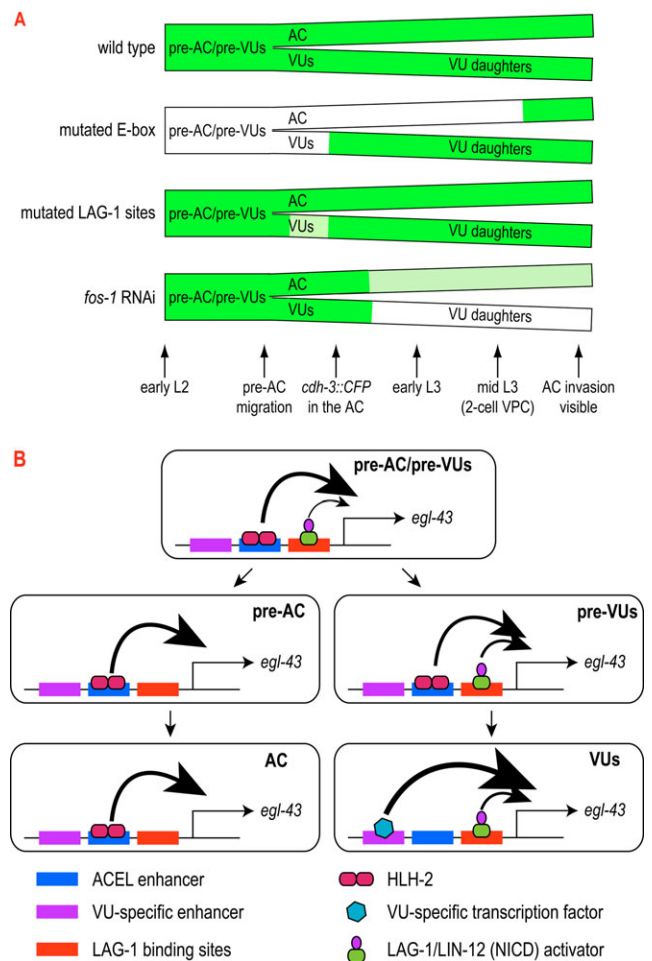 A
wild type
pre-AC/pre-VUs
AC
VUs
VU daughters
mutated E-box
pre-AC/pre-VUs
AC
VUs
VU daughters
mutated LAG-1 sites
pre-AC/pre-VUs
AC
VUs
VU daughters
fos-1 RNAi
pre-AC/pre-VUs
AC
VUs
VU daughters
early L2
pre-AC
migration
cdh-3::CFP
in the AC
early L3
mid L3
(2-cell VPC)
AC invasion
visible
B
pre-AC/pre-VUs
egl-43
pre-AC
egl-43
pre-VUs
egl-43
AC
egl-43
VUs
egl-43
ACEL enhancer
HLH-2
VU-specific enhancer
VU-specific transcription factor
LAG-1 binding sites
LAG-1/LIN-12 (NICD) activator